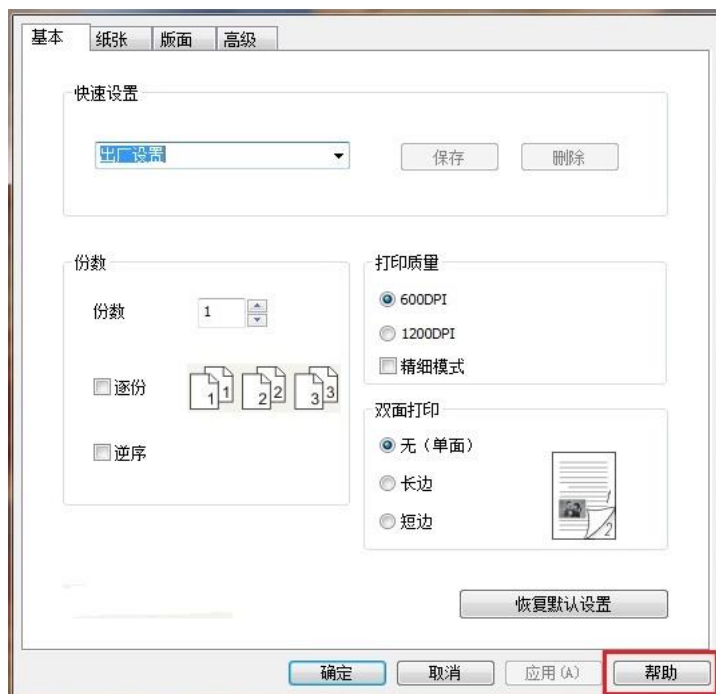 基本 纸张 版面 高级
快速设置
出厂设置 保存 删除
份数
份数 1
逐份 1 1 2 2 3 3
逆序
打印质量
600DPI
1200DPI
精细模式
双面打印
无（单面）
长边
短边
1
2
恢复默认设置
确定 取消 应用(A) 帮助